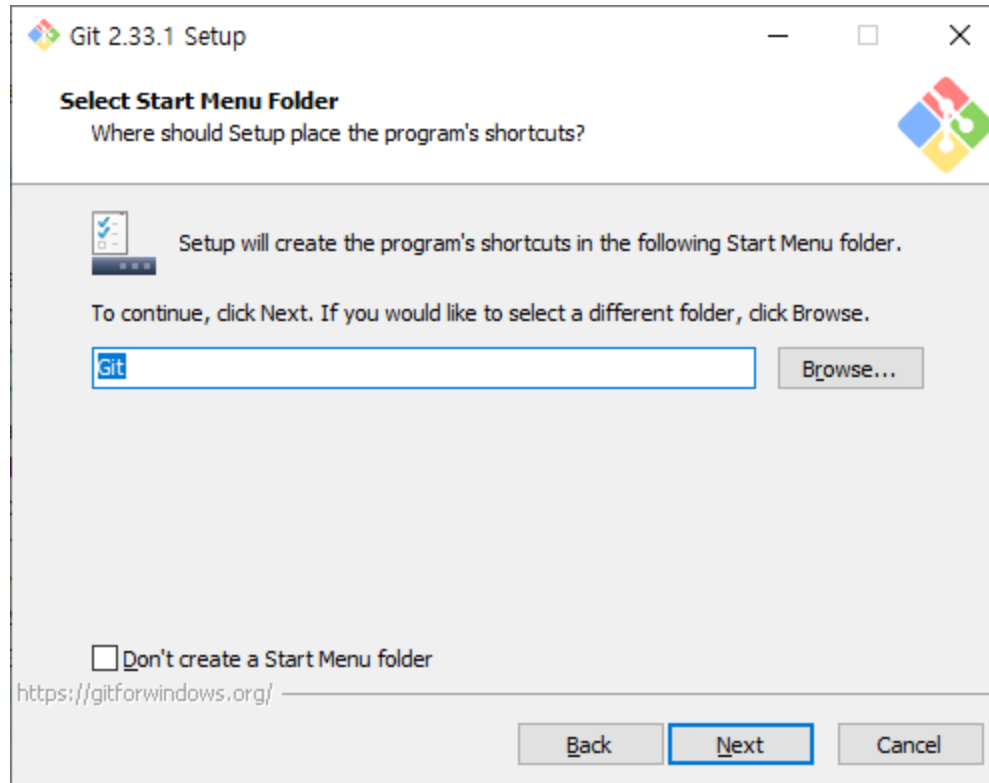 Git 2.33.1 Setup
Select Start Menu Folder
Where should Setup place the program's shortcuts?
Setup will create the program's shortcuts in the following Start Menu folder.
To continue, click Next. If you would like to select a different folder, click Browse.
Git
Browse...
Don't create a Start Menu folder
https://gitforwindows.org/
Back
Next
Cancel